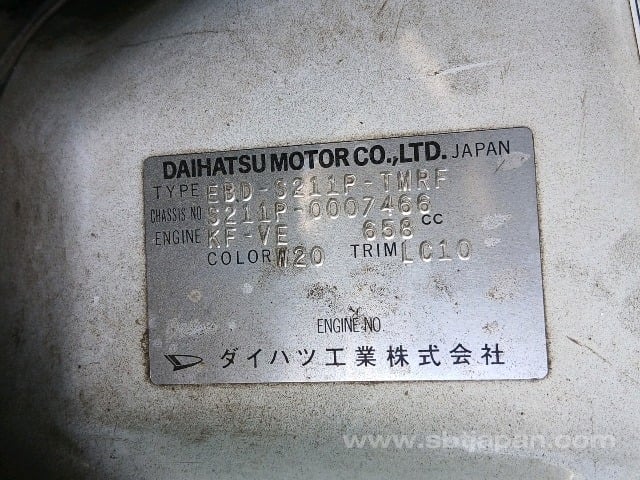 DAIHATSU MOTOR CO.,LTD. JAPAN
TYPE EBD-S211P-TMRF
CHASSIS NO S211P-0007466
ENGINE KF-VE 658 CC
COLOR W20 TRIM LC10
ENGINE NO
ダイハツ工業株式会社
www.sbtjapan.com